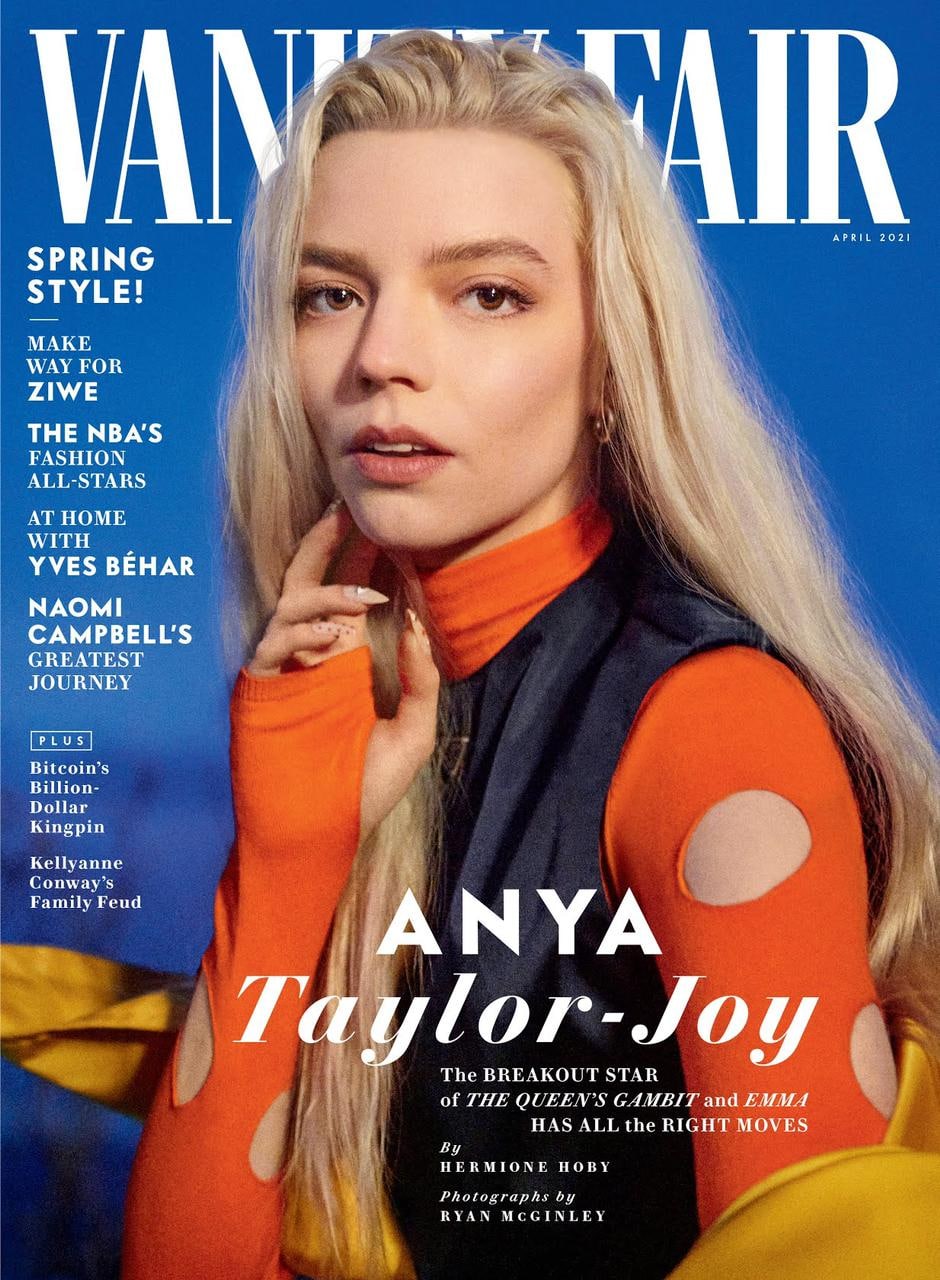 VANITY FAIR
APRIL 2021
SPRING
STYLE!
MAKE
WAY FOR
ZIWE
THE NBA'S
FASHION
ALL-STARS
AT HOME
WITH
YVES BÉHAR
NAOMI
CAMPBELL'S
GREATEST
JOURNEY
PLUS
Bitcoin's
Billion-
Dollar
Kingpin
Kellyanne
Conway's
Family Feud
ANYA
Taylor-Joy
The BREAKOUT STAR
of THE QUEEN'S GAMBIT and EMMA
HAS ALL the RIGHT MOVES
By
HERMIONE HOBY
Photographs by
RYAN McGINLEY